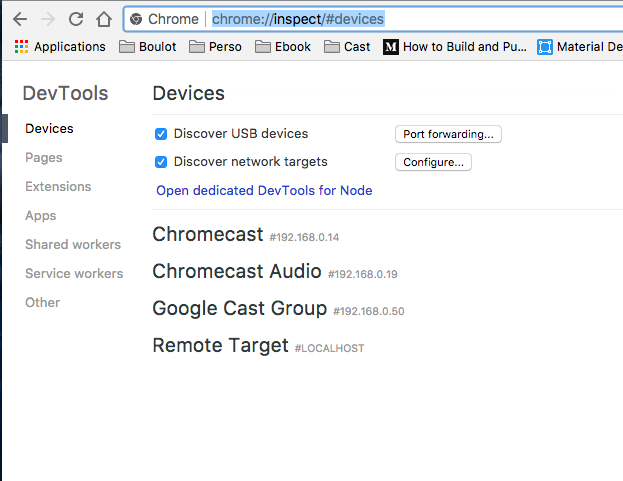 Chrome chrome://inspect/#devices
Applications Boulot Perso Ebook Cast M How to Build and Pu... Material De
DevTools
Devices
Pages
Extensions
Apps
Shared workers
Service workers
Other
Devices
Discover USB devices Port forwarding...
Discover network targets Configure...
Open dedicated DevTools for Node
Chromecast #192.168.0.14
Chromecast Audio #192.168.0.19
Google Cast Group #192.168.0.50
Remote Target #LOCALHOST